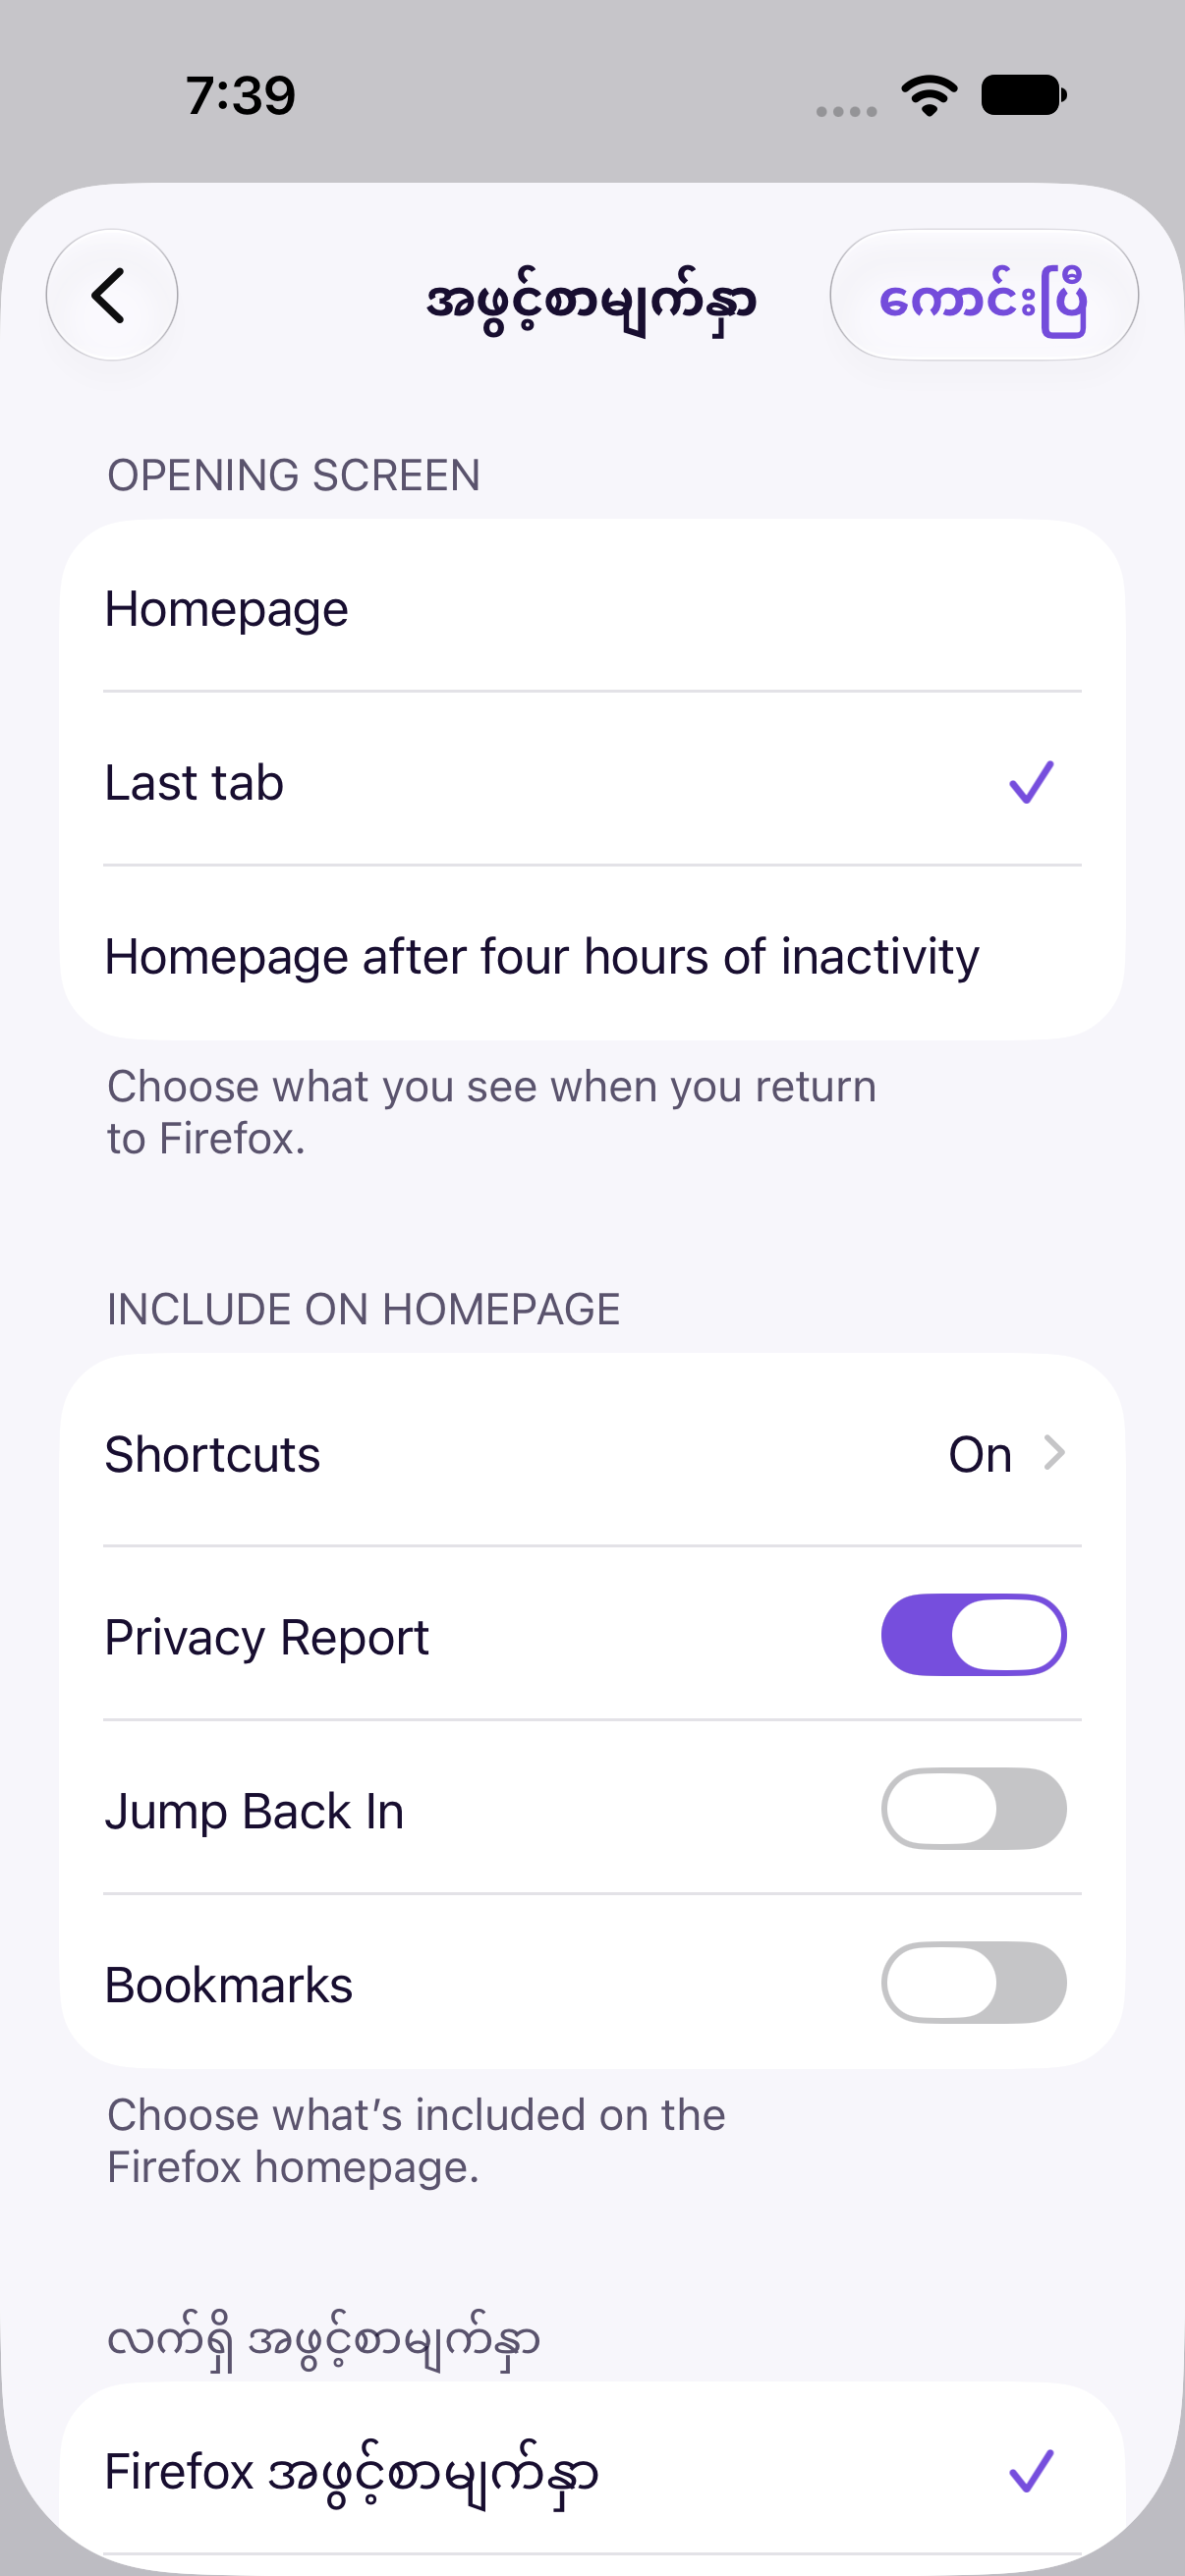 7:39
အဖွင့်စာမျက်နှာ
ကောင်းပြီ
OPENING SCREEN
Homepage
Last tab
Homepage after four hours of inactivity
Choose what you see when you return
to Firefox.
INCLUDE ON HOMEPAGE
Shortcuts On
Privacy Report
Jump Back In
Bookmarks
Choose what’s included on the
Firefox homepage.
လက်ရှိ အဖွင့်စာမျက်နှာ
Firefox အဖွင့်စာမျက်နှာ